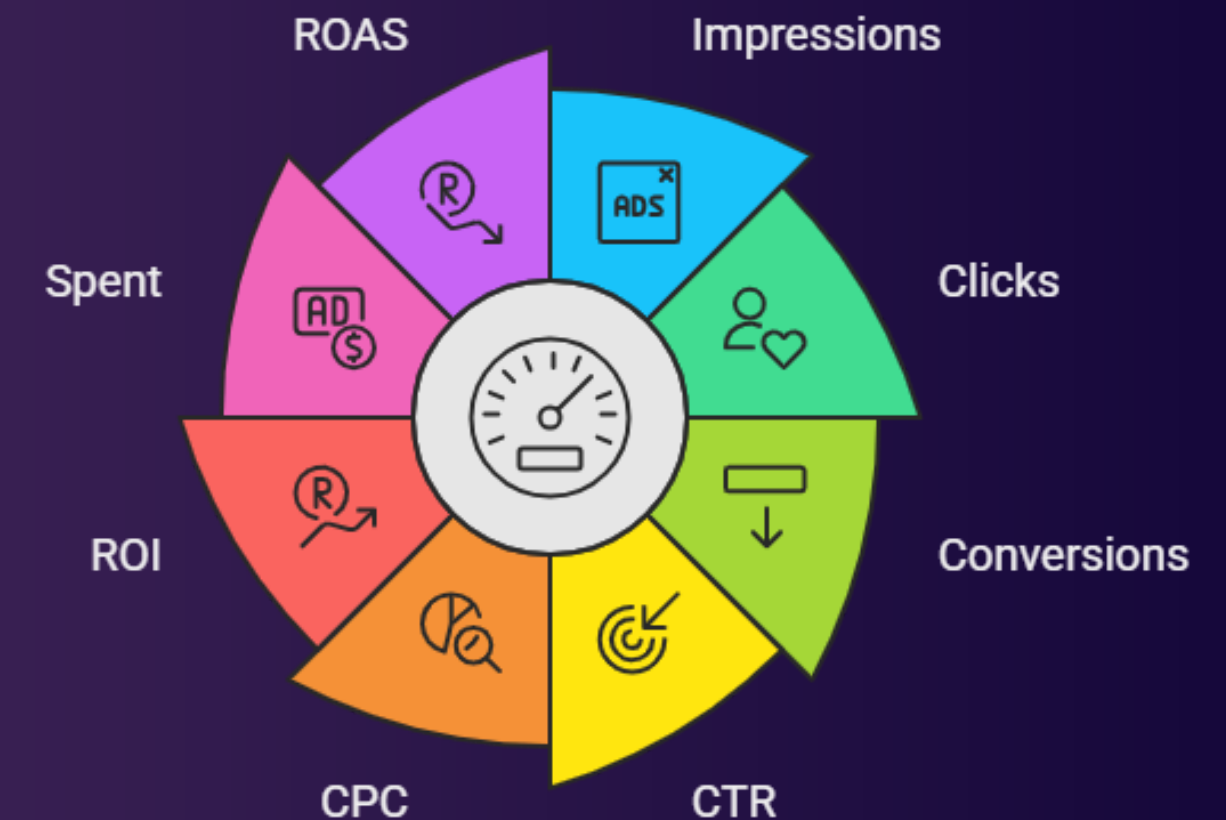 ROAS
Impressions
R
ADS
Spent
AD
$
Clicks
ROI
R
Conversions
CPC
CTR